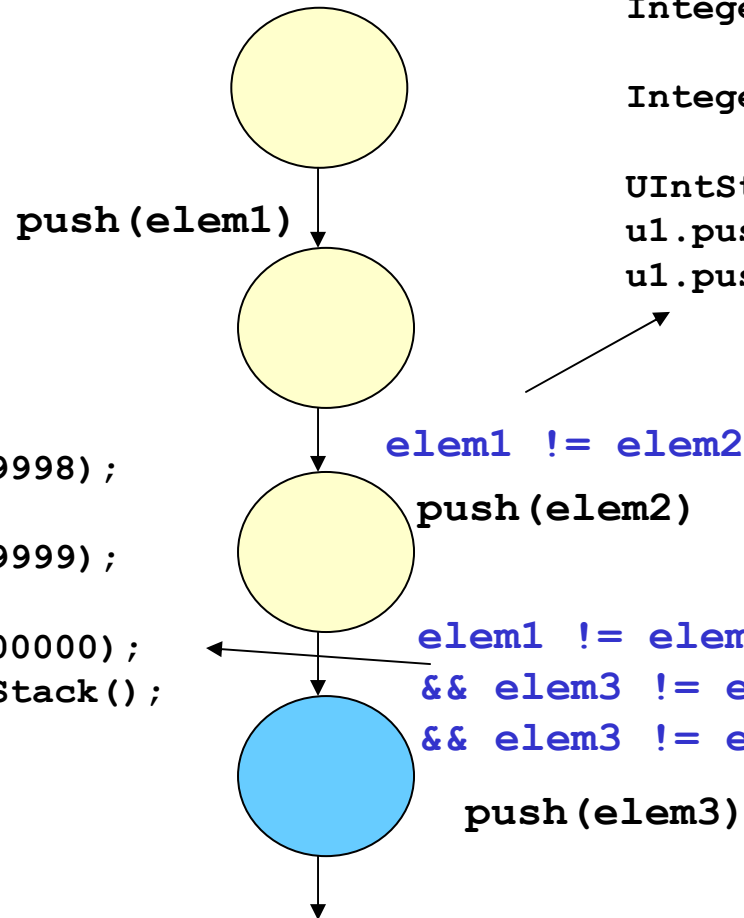 Intege
Intege
UIntSt
u1.pus
u1.pus
push(elem1)
elem1 != elem2
9998);
push(elem2)
9999);
elem1 != elem
00000);
&& elem3 != e
Stack();
&& elem3 != e
push(elem3)